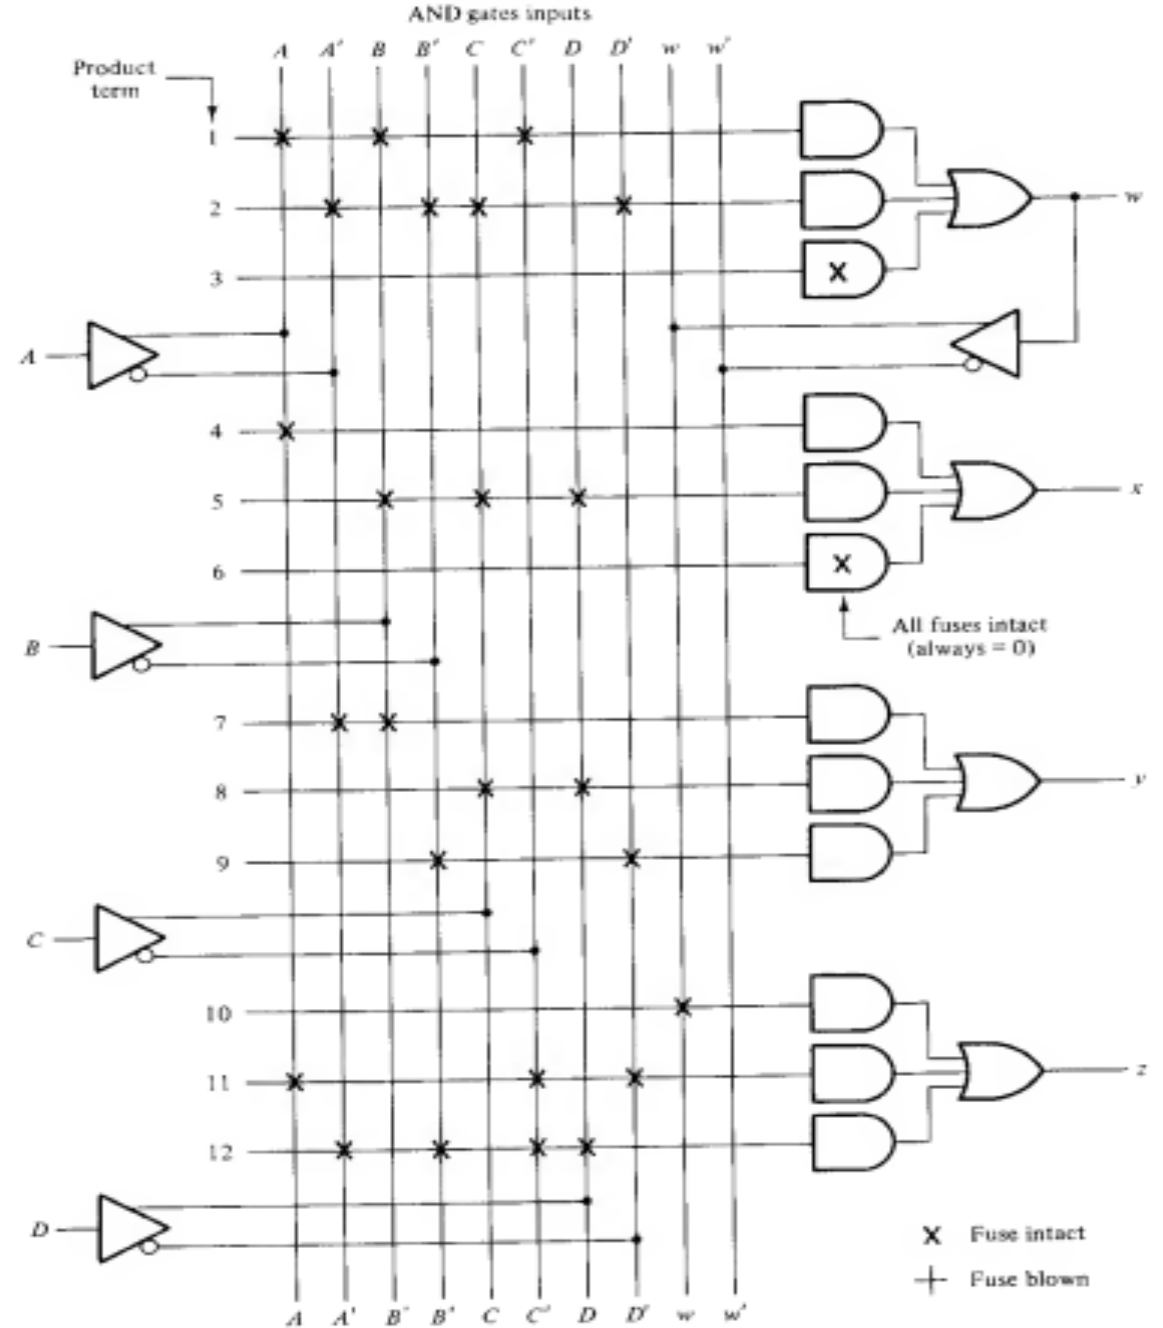 AND gates inputs
A A' B B' C C' D D' w w'
Product
term
1
w
2
3
A
4
x
5
6
All fuses intact
(always = 0)
B
7
y
8
9
C
10
z
11
12
D
X Fuse intact
+ Fuse blown
A A' B' B' C C' D D' w w'